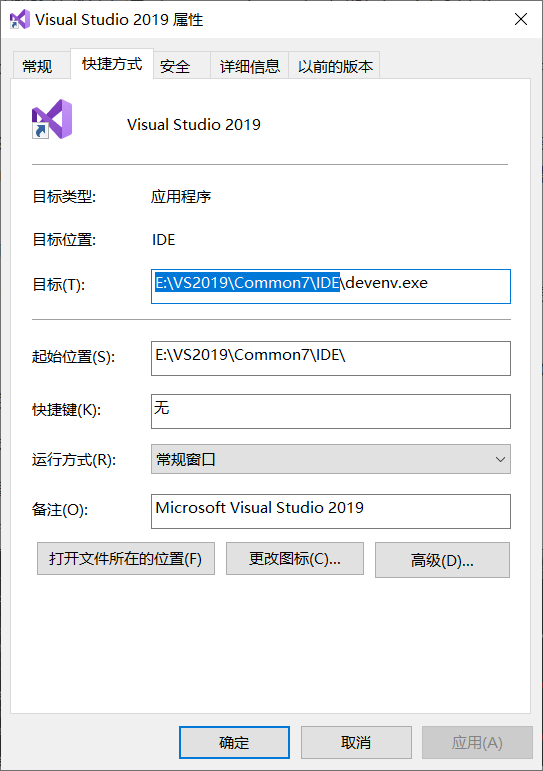 Visual Studio 2019 属性
常规 快捷方式 安全 详细信息 以前的版本
Visual Studio 2019
目标类型: 应用程序
目标位置: IDE
目标(T): E:\VS2019\Common7\IDE\devenv.exe
起始位置(S): E:\VS2019\Common7\IDE\
快捷键(K): 无
运行方式(R): 常规窗口
备注(O): Microsoft Visual Studio 2019
打开文件所在的位置(F) 更改图标(C)... 高级(D)...
确定 取消 应用(A)